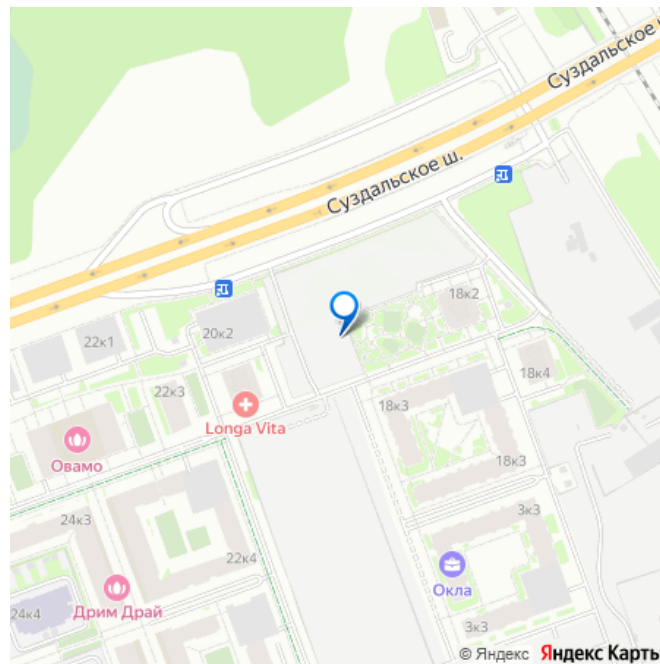 Суздальское ш.
Суздальское ш.
18к2
20к2
22к1
22к3
18к4
Longa Vita
18к3
Овамо
18к3
24к3
3к3
22к4
Окла
24к4
Дрим Драй
3к3
© Яндекс Яндекс Карты